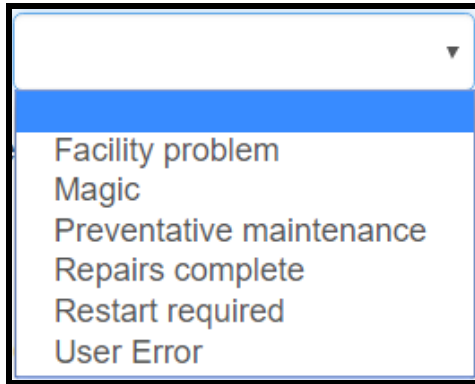 Facility problem
Magic
Preventative maintenance
Repairs complete
Restart required
User Error